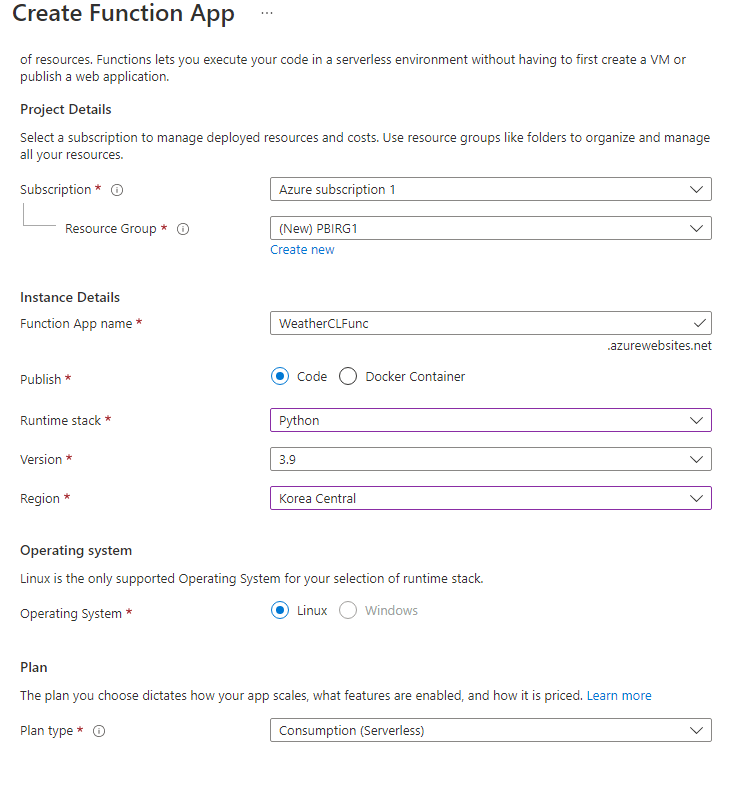 Create Function App ...
of resources. Functions lets you execute your code in a serverless environment without having to first create a VM or
publish a web application.
Project Details
Select a subscription to manage deployed resources and costs. Use resource groups like folders to organize and manage
all your resources.
Subscription * Azure subscription 1
Resource Group * (New) PBIRG1
Create new
Instance Details
Function App name * WeatherCLFunc
.azurewebsites.net
Publish * Code Docker Container
Runtime stack * Python
Version * 3.9
Region * Korea Central
Operating system
Linux is the only supported Operating System for your selection of runtime stack.
Operating System * Linux Windows
Plan
The plan you choose dictates how your app scales, what features are enabled, and how it is priced. Learn more
Plan type * Consumption (Serverless)